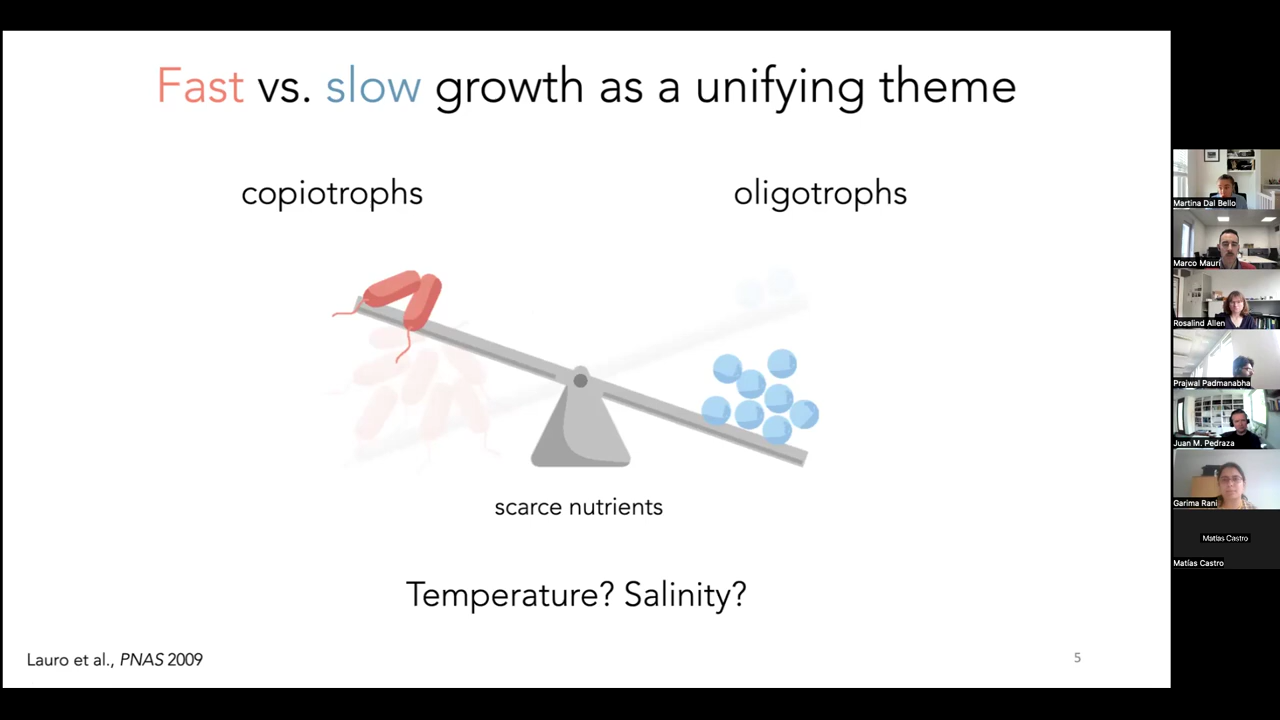 Fast vs. slow growth as a unifying theme
copiotrophs
oligotrophs
scarce nutrients
Temperature? Salinity?
Lauro et al., PNAS 2009
5
Martina Dal Bello
Marco Mauri
Rosalind Allen
Prajwal Padmanabha
Juan M. Pedraza
Garima Rani
Matías Castro
Matías Castro